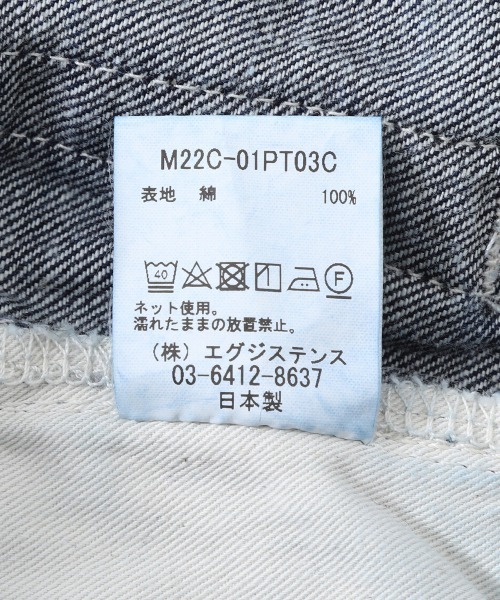 M22C-01PT03C
表地 綿 100%
40 F
ネット使用。
濡れたままの放置禁止。
(株) エグジステンス
03-6412-8637
日本製